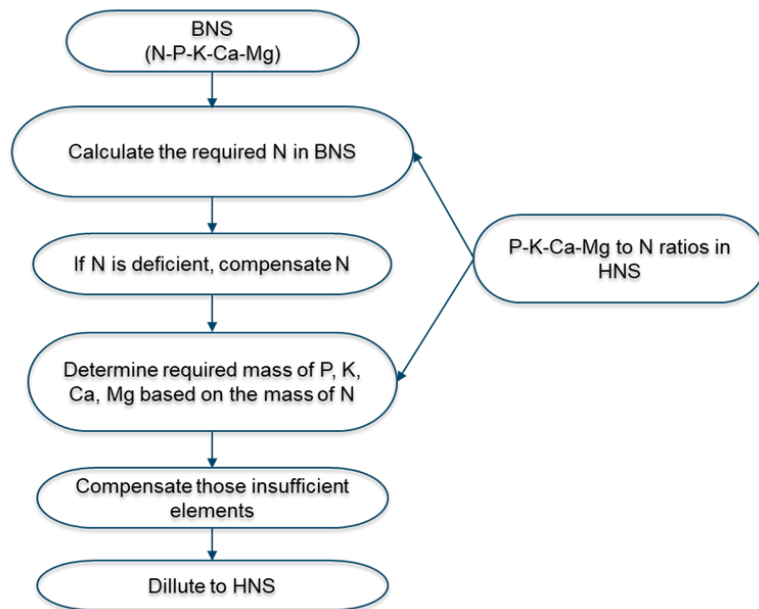 BNS
(N-P-K-Ca-Mg)
Calculate the required N in BNS
If N is deficient, compensate N
P-K-Ca-Mg to N ratios in
HNS
Determine required mass of P, K,
Ca, Mg based on the mass of N
Compensate those insufficient
elements
Dillute to HNS